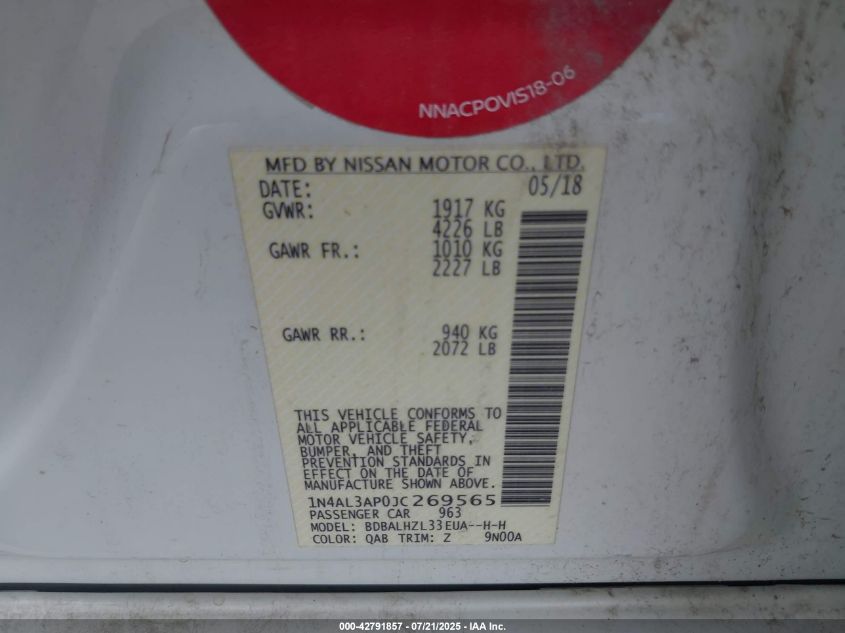 NNACPOVIS18-06
MFD BY NISSAN MOTOR CO., LTD.
DATE: 05/18
GVWR: 1917 KG
4226 LB
GAWR FR.: 1010 KG
2227 LB
GAWR RR.: 940 KG
2072 LB
THIS VEHICLE CONFORMS TO
ALL APPLICABLE FEDERAL
MOTOR VEHICLE SAFETY,
BUMPER, AND THEFT
PREVENTION STANDARDS IN
EFFECT ON THE DATE OF
MANUFACTURE SHOWN ABOVE.
1N4AL3AP0JC269565
PASSENGER CAR 963
MODEL: BDBALHZL33EUA--H-H
COLOR: QAB TRIM: Z 9N00A
000-42791857 / 07/21/2025 - IAA Inc.